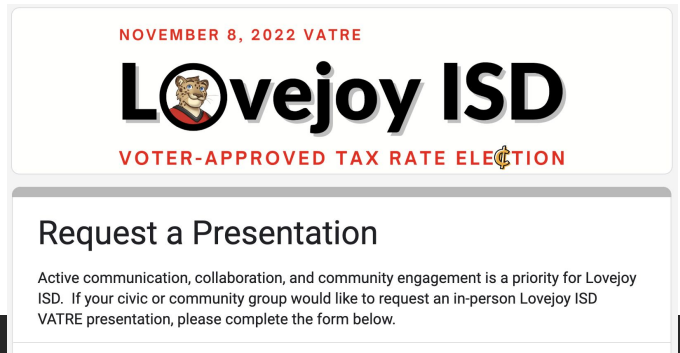 NOVEMBER 8, 2022 VATRE
Lovejoy ISD
VOTER-APPROVED TAX RATE ELE₵TION
Request a Presentation
Active communication, collaboration, and community engagement is a priority for Lovejoy
ISD.  If your civic or community group would like to request an in-person Lovejoy ISD
VATRE presentation, please complete the form below.